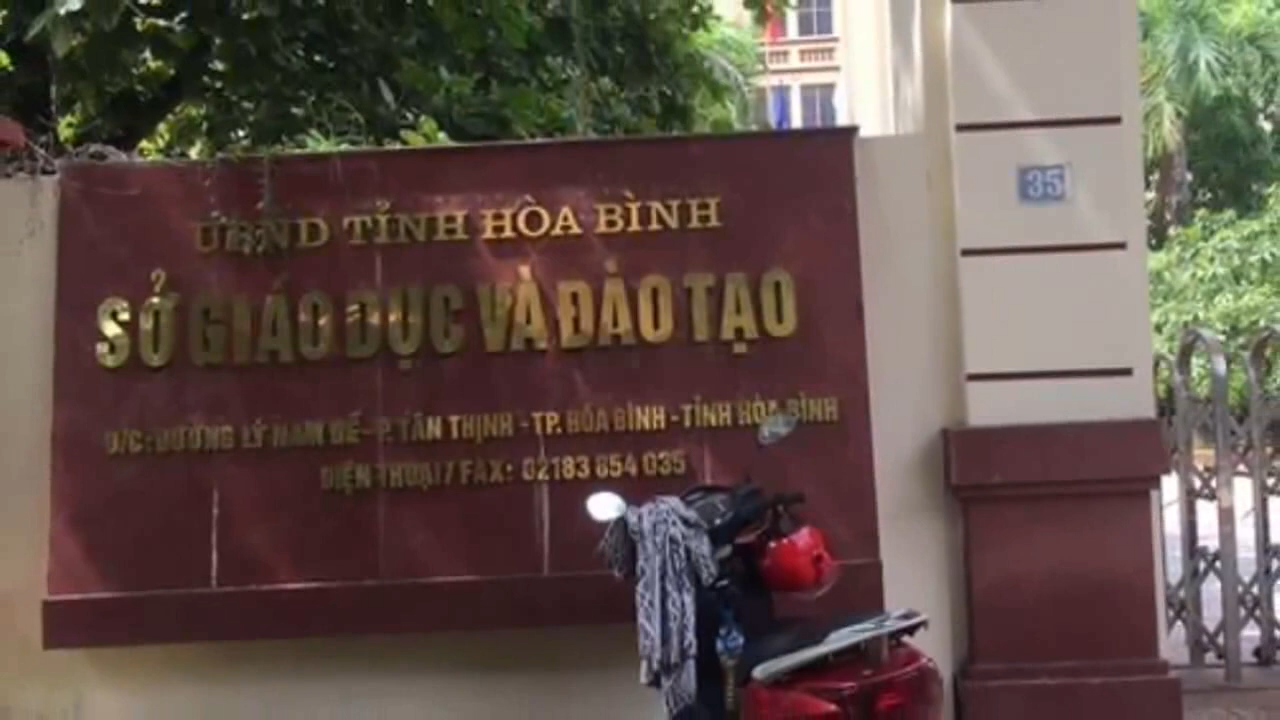 UBND TỈNH HÒA BÌNH
SỞ GIÁO DỤC VÀ ĐÀO TẠO
Đ/C: ĐƯỜNG LÝ NAM ĐẾ - P. TÂN THỊNH - TP. HÒA BÌNH - TỈNH HÒA BÌNH
ĐIỆN THOẠI / FAX: 02183 854 035
35